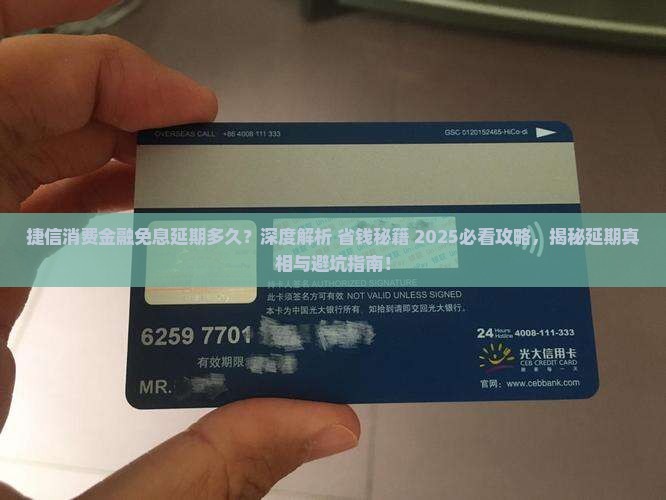 OVERSEAS CALL: +86 4008 111 333
GSC 0120152465-HiCo-di
捷信消费金融免息延期多久？深度解析 省钱秘籍 2025必看攻略，揭秘延期真
相与避坑指南！
持卡人签名 AUTHORIZED SIGNATURE
此卡须签名方可有效 NOT VALID UNLESS SIGNED
本卡为中国光大银行所有，如拾到请即交回光大银行。
6259 7701
24 Hours Hotline 4008-111-333
有效期限
光大信用卡
CEB CREDIT CARD
MR.
官网：www.cebbank.com